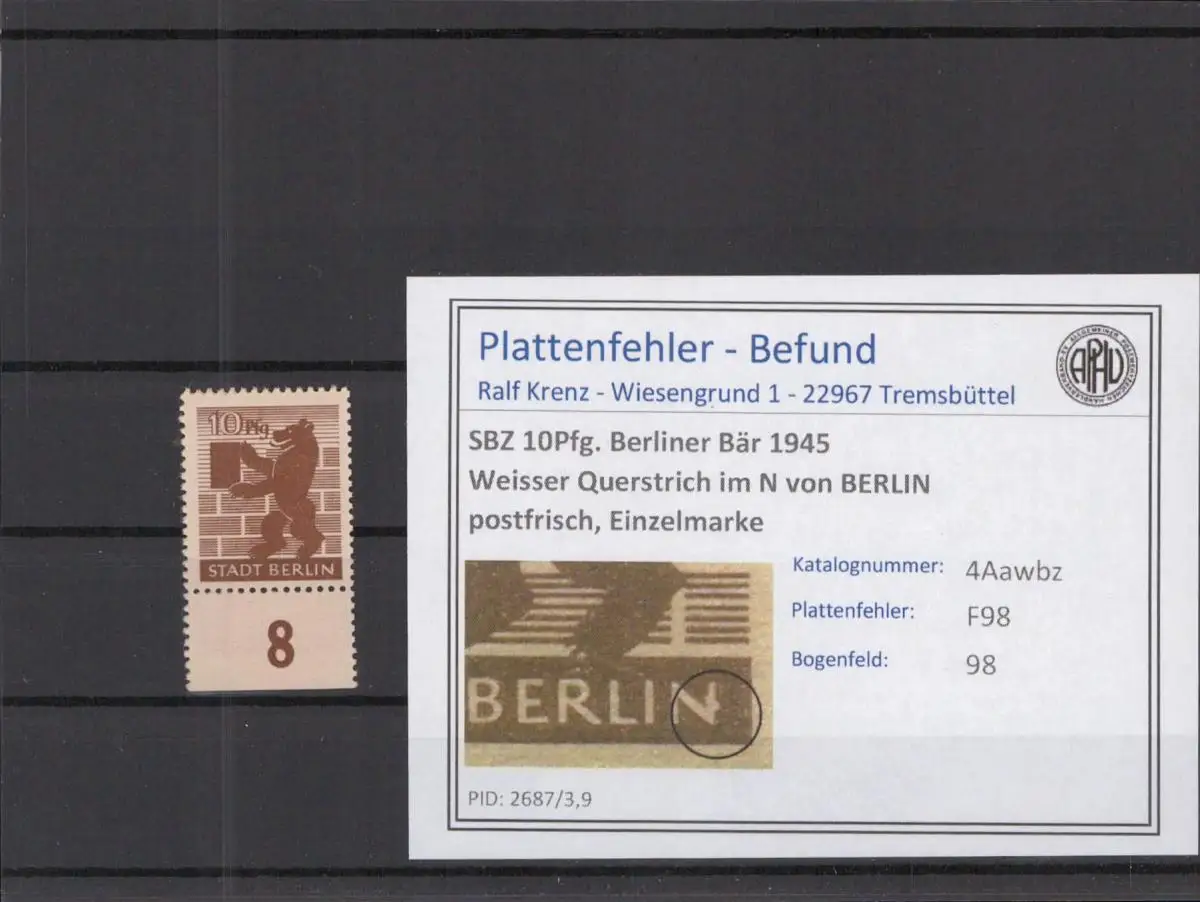 10 Pfg
STADT BERLIN
8
Plattenfehler - Befund
Ralf Krenz - Wiesengrund 1 - 22967 Tremsbüttel
APHV
SBZ 10Pfg. Berliner Bär 1945
Weisser Querstrich im N von BERLIN
postfrisch, Einzelmarke
BERLIN
Katalognummer: 4Aawbz
Plattenfehler: F98
Bogenfeld: 98
PID: 2687/3,9